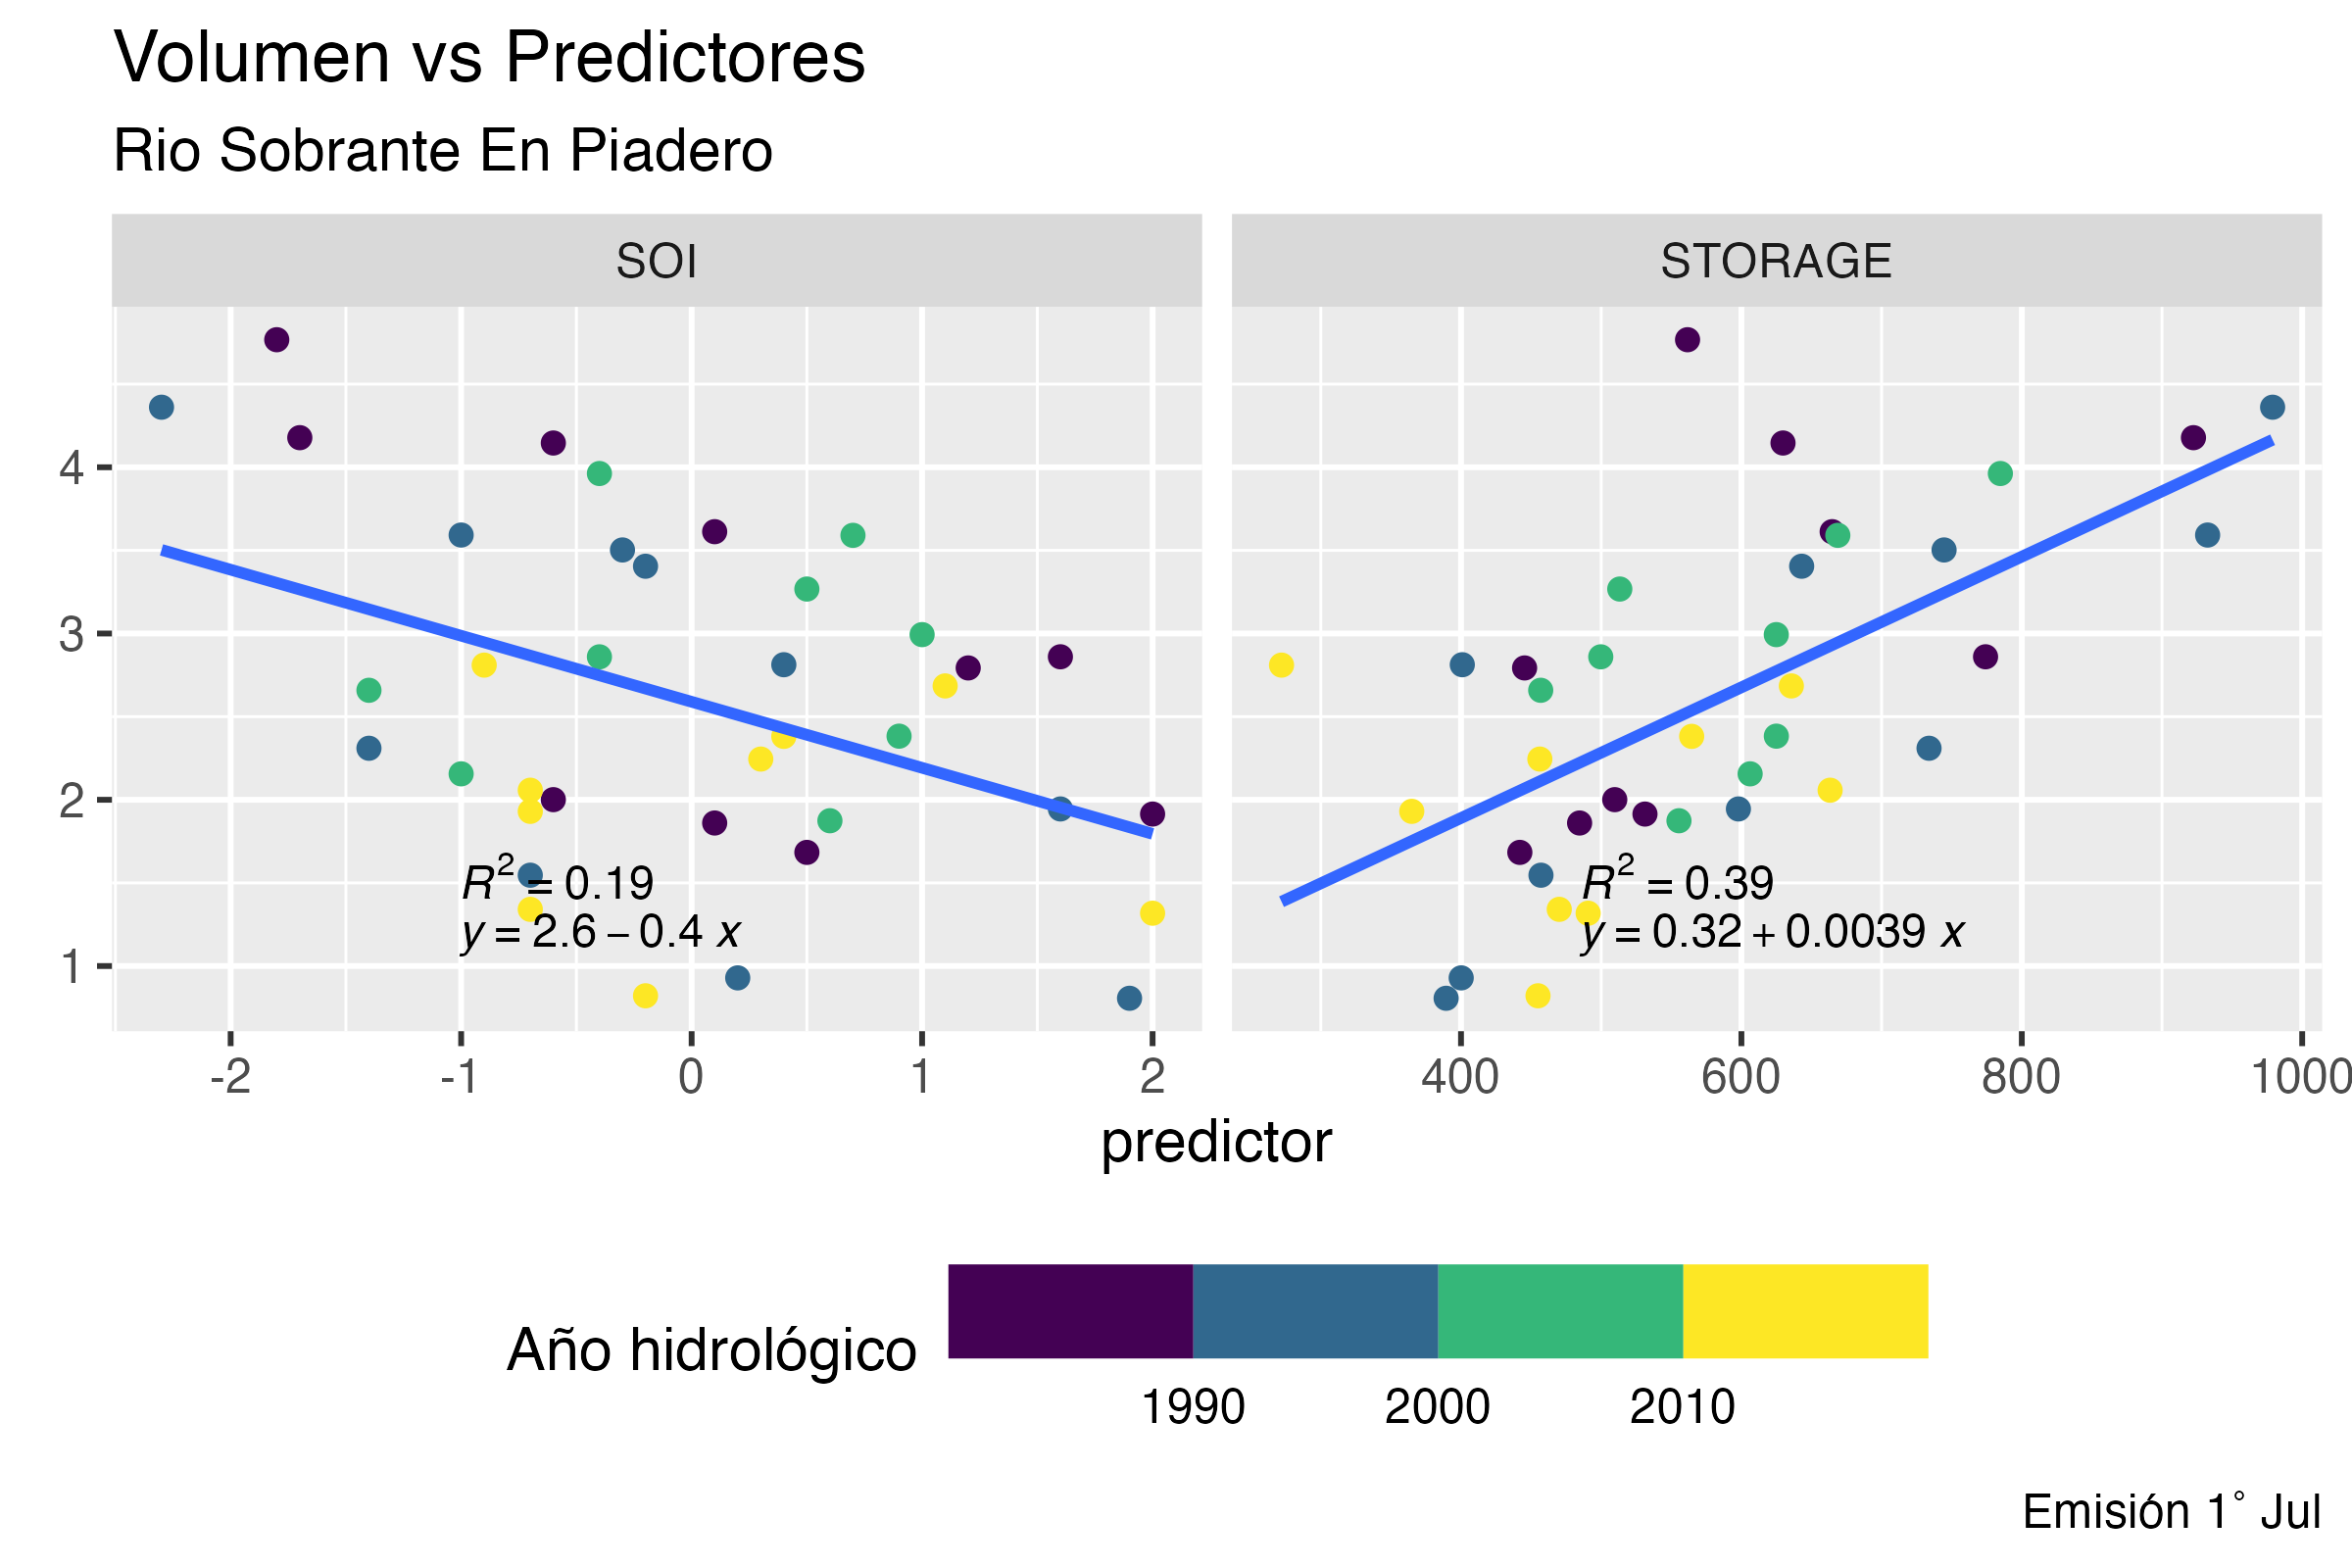 Volumen vs Predictores
Rio Sobrante En Piadero
SOI
STORAGE
4
3
2
1
R² = 0.19
y = 2.6 − 0.4 x
R² = 0.39
y = 0.32 + 0.0039 x
-2 -1 0 1 2
400 600 800 1000
predictor
Año hidrológico
1990 2000 2010
Emisión 1° Jul